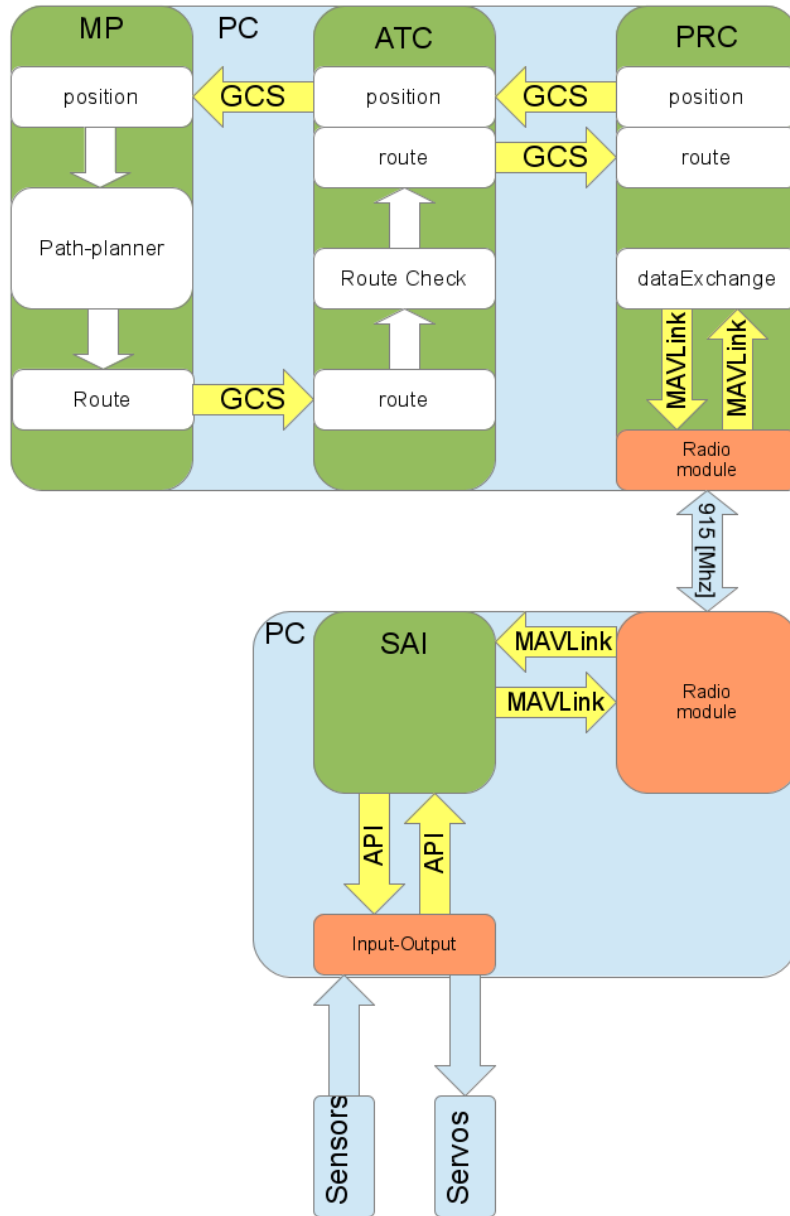 MP
PC
ATC
PRC
position
GCS
position
GCS
position
route
GCS
route
Path-planner
Route Check
dataExchange
MAVLink
MAVLink
Route
GCS
route
Radio
module
915 [Mhz]
PC
SAI
MAVLink
MAVLink
Radio
module
API
API
Input-Output
Sensors
Servos